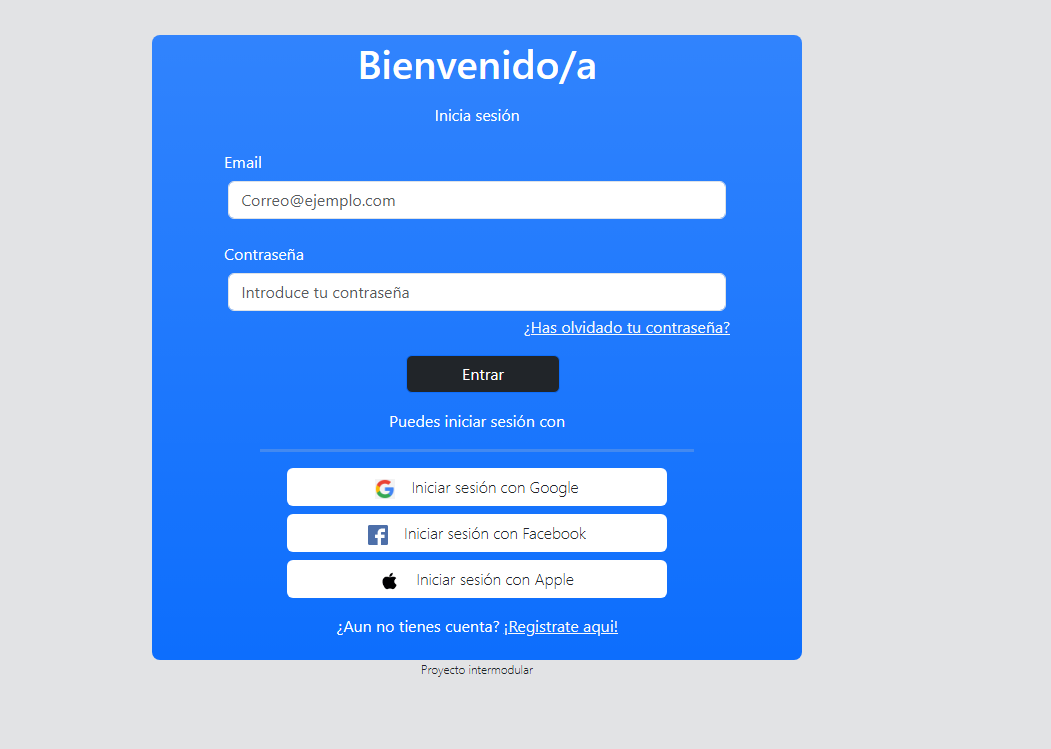 Bienvenido/a
Inicia sesión
Email
Correo@ejemplo.com
Contraseña
Introduce tu contraseña
¿Has olvidado tu contraseña?
Entrar
Puedes iniciar sesión con
Iniciar sesión con Google
Iniciar sesión con Facebook
Iniciar sesión con Apple
¿Aun no tienes cuenta? ¡Registrate aqui!
Proyecto intermodular